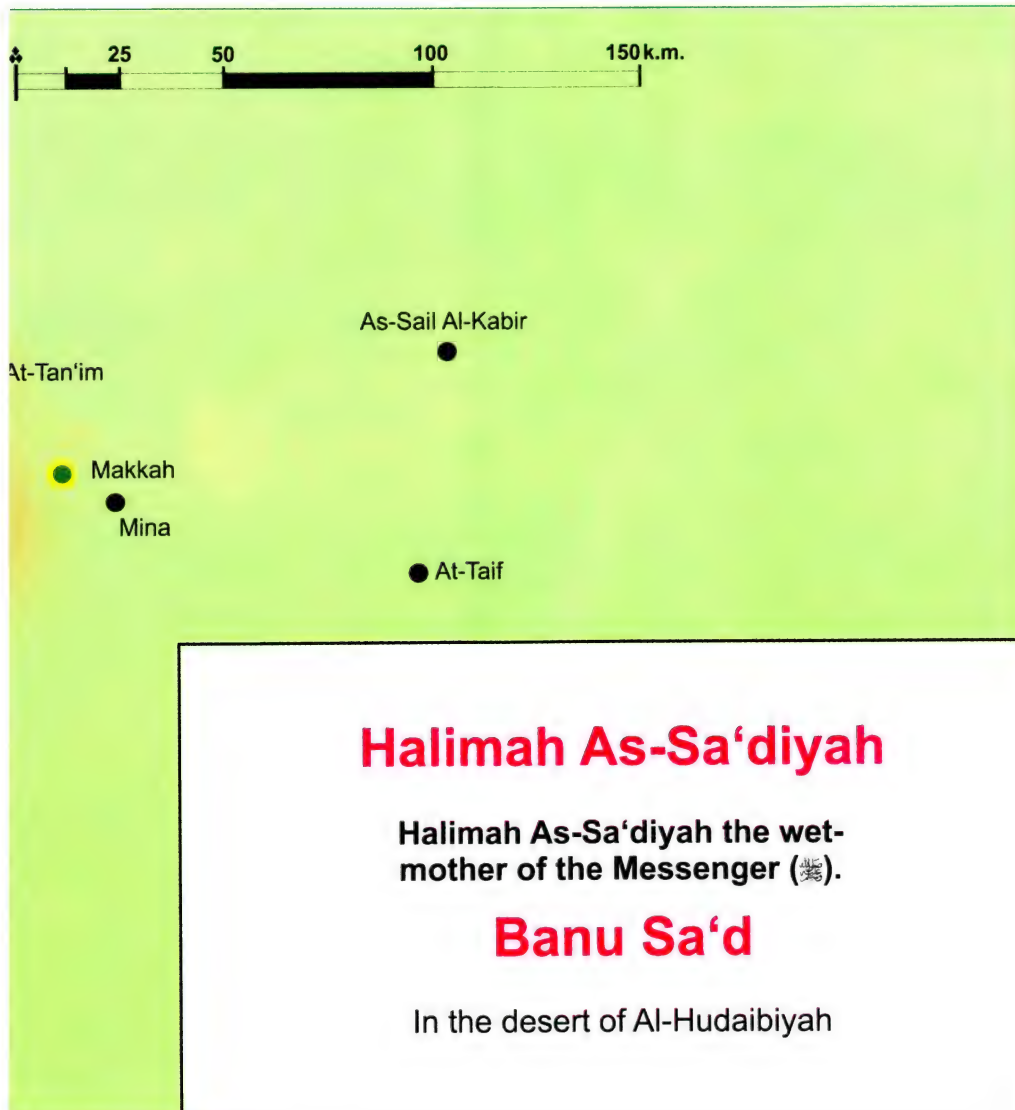 25 50 100 150 k.m.
As-Sail Al-Kabir
At-Tan‘im
Makkah
Mina
At-Taif
Halimah As-Sa‘diyah
Halimah As-Sa‘diyah the wet-
mother of the Messenger (ﷺ).
Banu Sa‘d
In the desert of Al-Hudaibiyah